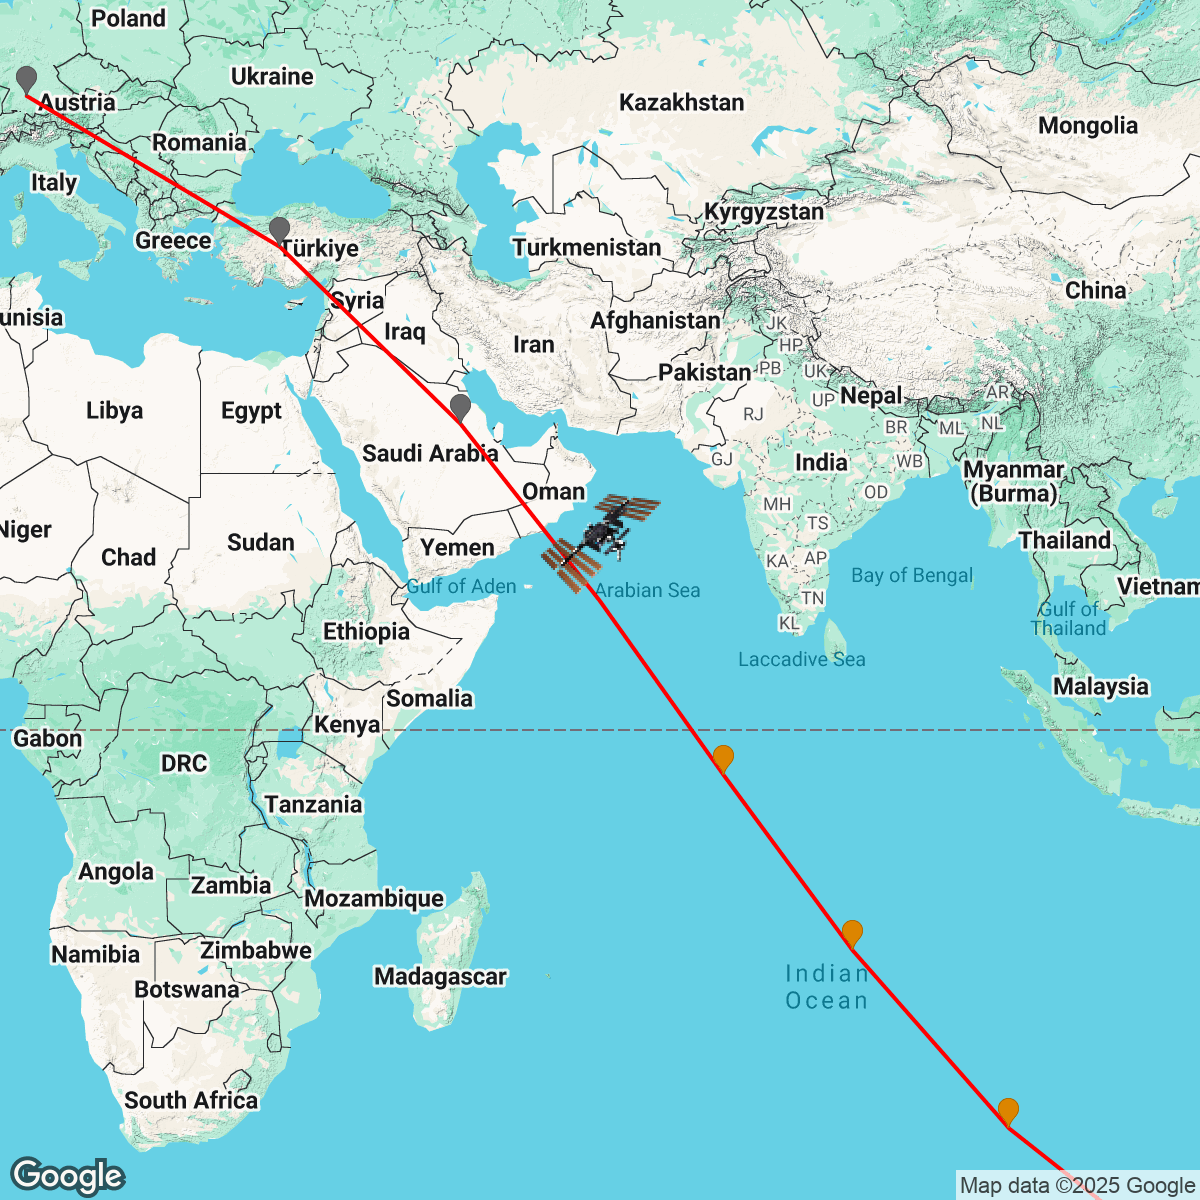 Poland
Ukraine
Austria
Kazakhstan
Mongolia
Romania
Italy
Kyrgyzstan
Greece
Türkiye
Turkmenistan
China
Syria
unisia
Iraq
Afghanistan
JK
Iran
HP
Pakistan
PB
UK
Nepal
AR
UP
Libya
Egypt
RJ
BR
ML
NL
Saudi Arabia
GJ
India
WB
Myanmar
(Burma)
Oman
OD
MH
Niger
TS
Sudan
Yemen
Thailand
Chad
KA
AP
Bay of Bengal
Gulf of Aden
Arabian Sea
Vietnam
TN
Gulf of
Thailand
KL
Ethiopia
Laccadive Sea
Malaysia
Somalia
Kenya
Gabon
DRC
Tanzania
Angola
Zambia
Mozambique
Namibia
Zimbabwe
Madagascar
Indian
Ocean
Botswana
South Africa
Google
Map data ©2025 Google